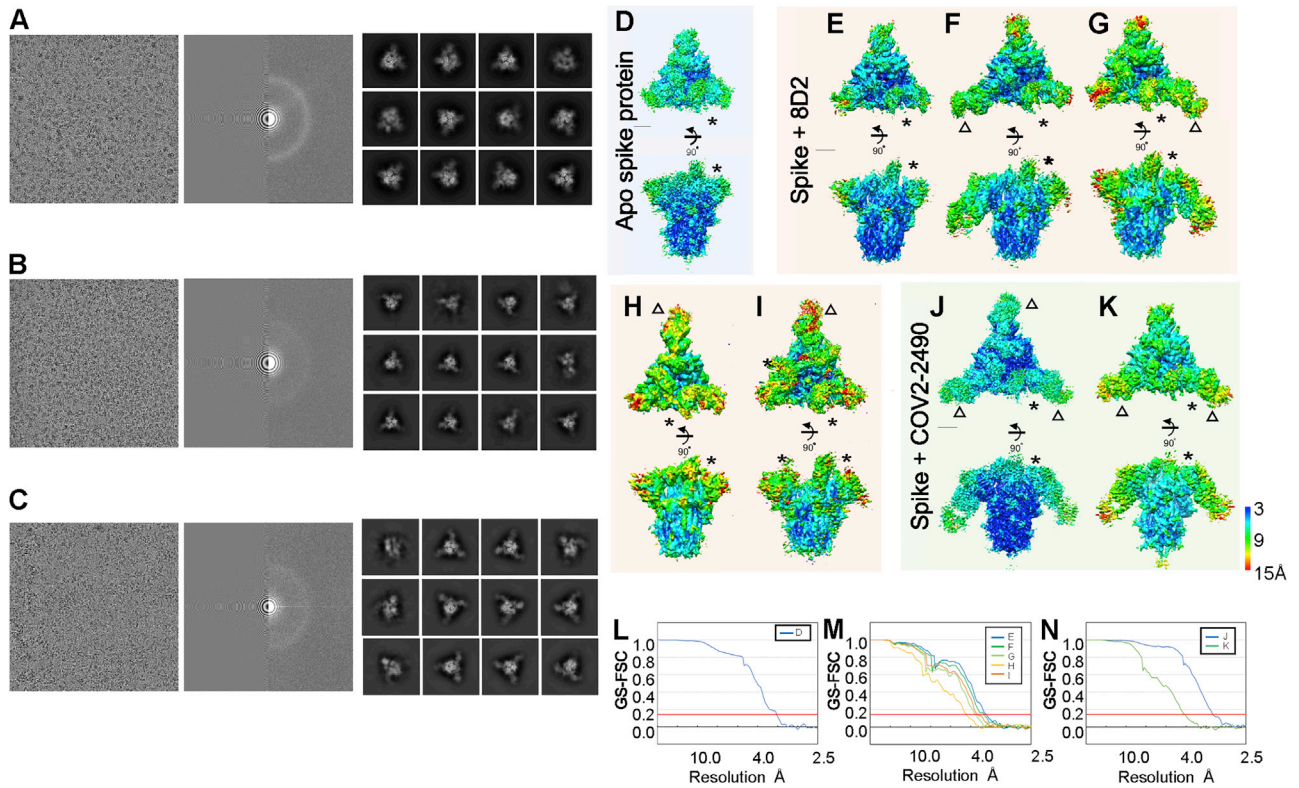 A
B
C
D
Apo spike protein
*
90°
*
Spike + 8D2
E
F
G
*
*
*
90°
90°
90°
*
*
*
H
I
*
*
90°
90°
*
*
*
Spike + COV2-2490
J
K
*
*
90°
90°
*
*
3
9
15Å
L
GS-FSC
1.0
0.8
0.6
0.4
0.2
0.0
D
10.0 4.0 2.5
Resolution Å
M
GS-FSC
1.0
0.8
0.6
0.4
0.2
0.0
E
F
G
H
I
10.0 4.0 2.5
Resolution Å
N
GS-FSC
1.0
0.8
0.6
0.4
0.2
0.0
J
K
10.0 4.0 2.5
Resolution Å